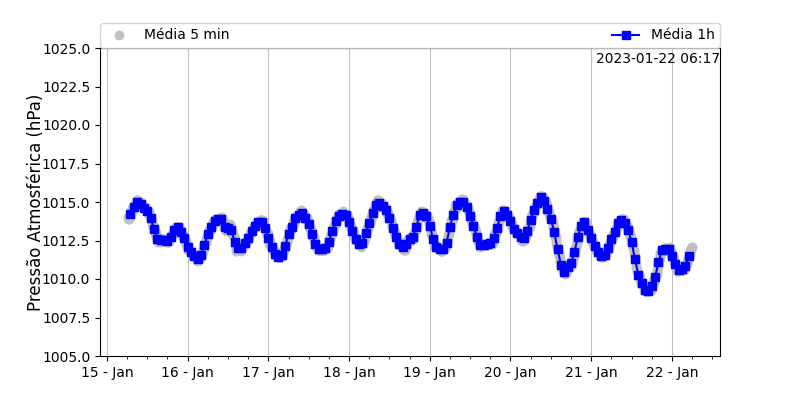 Média 5 min
Média 1h
2023-01-22 06:17
Pressão Atmosférica (hPa)
1025.0
1022.5
1020.0
1017.5
1015.0
1012.5
1010.0
1007.5
1005.0
15 - Jan
16 - Jan
17 - Jan
18 - Jan
19 - Jan
20 - Jan
21 - Jan
22 - Jan